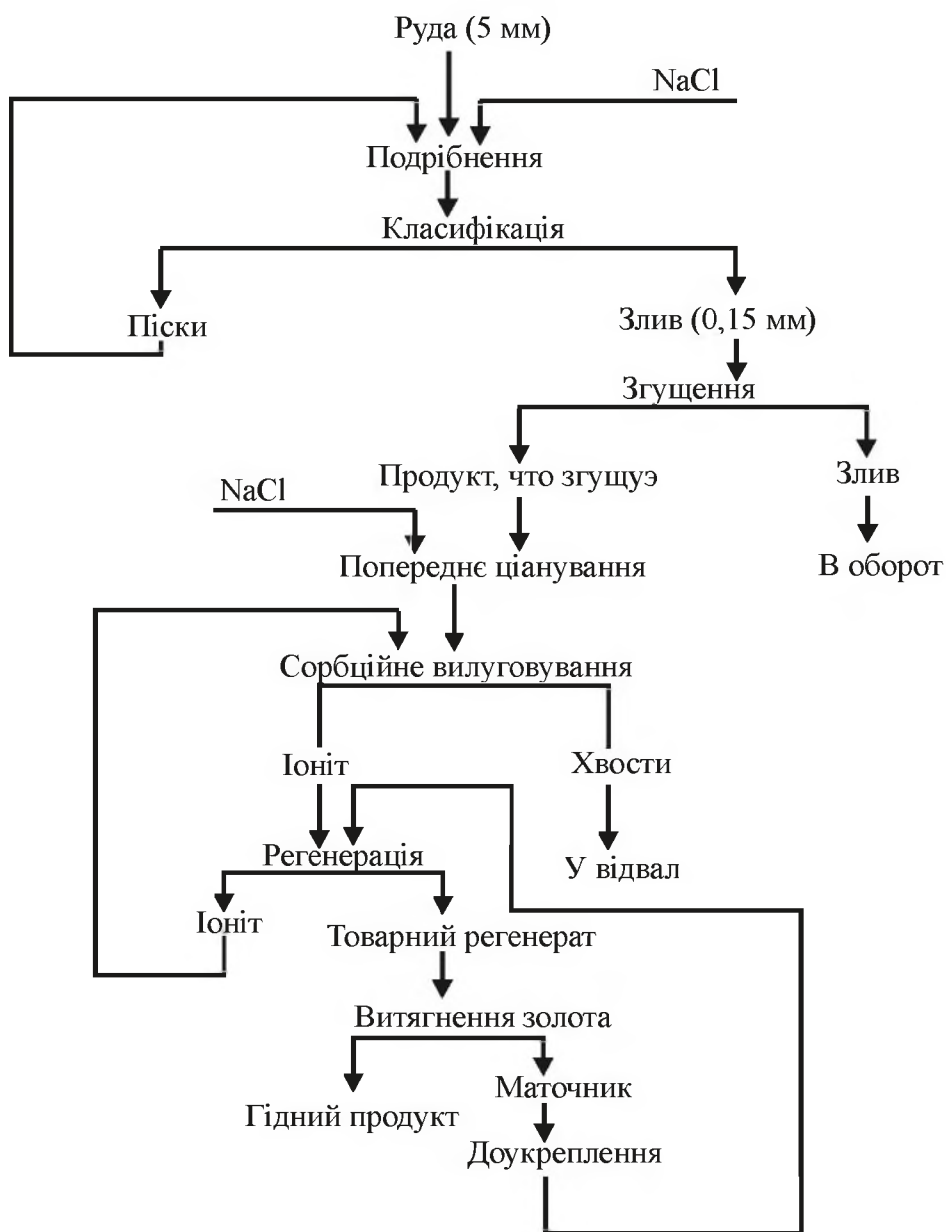 Руда (5 мм)
NaCl
Подрібнення
Класифікація
Піски
Злив (0,15 мм)
Згущення
Продукт, что згущуэ
Злив
NaCl
Попереднє ціанування
В оборот
Сорбційне вилуговування
Іоніт
Хвости
Регенерація
У відвал
Іоніт
Товарний регенерат
Витягнення золота
Маточник
Гідний продукт
Доукреплення